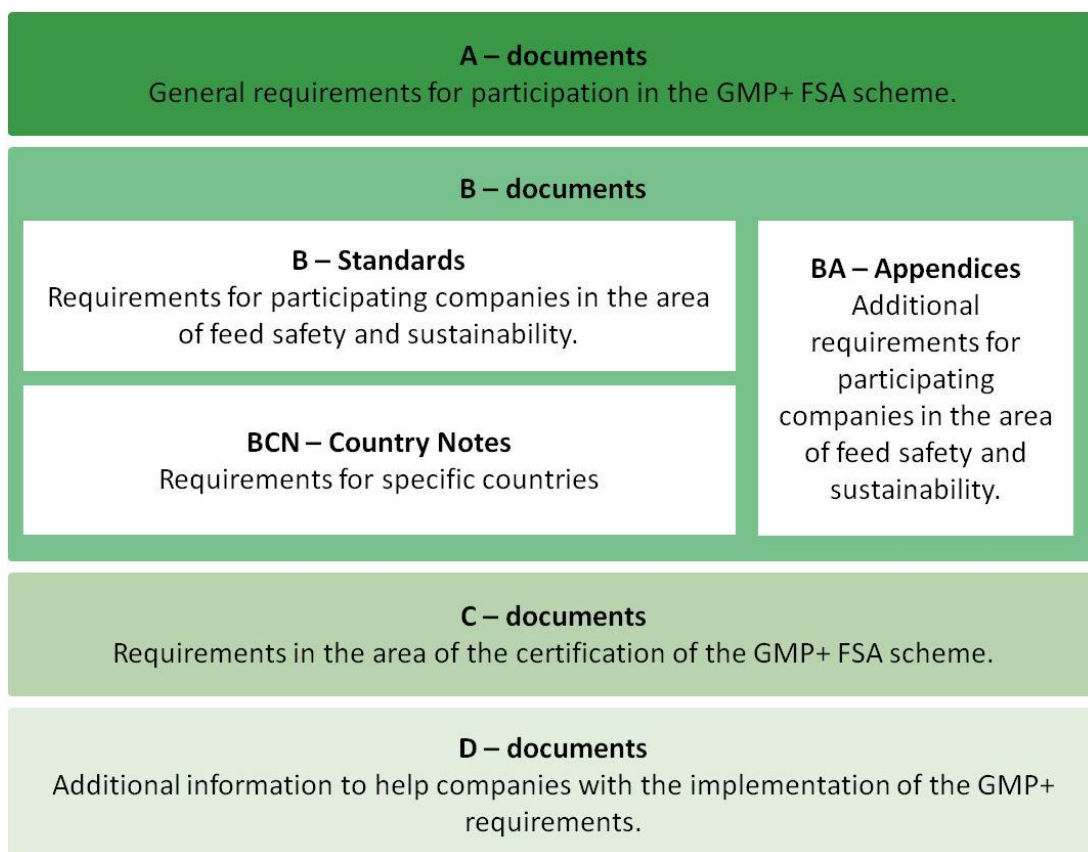 A – documents
General requirements for participation in the GMP+ FSA scheme.
B – documents
B – Standards
Requirements for participating companies in the area
of feed safety and sustainability.
BCN – Country Notes
Requirements for specific countries
BA – Appendices
Additional
requirements for
participating
companies in the area
of feed safety and
sustainability.
C – documents
Requirements in the area of the certification of the GMP+ FSA scheme.
D – documents
Additional information to help companies with the implementation of the GMP+
requirements.